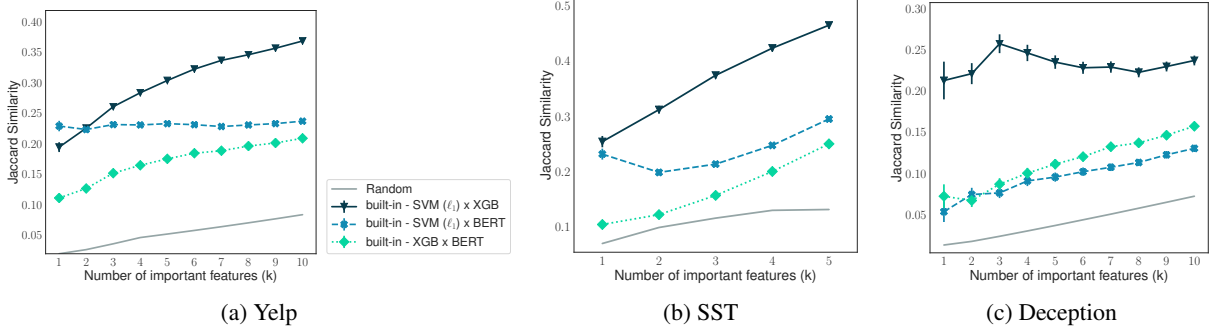 0.40
0.35
0.30
0.25
0.20
0.15
0.10
0.05
Jaccard Similarity
1 2 3 4 5 6 7 8 9 10
Number of important features (k)
Random
built-in - SVM (ℓ₁) x XGB
built-in - SVM (ℓ₁) x BERT
built-in - XGB x BERT
(a) Yelp
0.5
0.4
0.3
0.2
0.1
Jaccard Similarity
1 2 3 4 5
Number of important features (k)
(b) SST
0.30
0.25
0.20
0.15
0.10
0.05
Jaccard Similarity
1 2 3 4 5 6 7 8 9 10
Number of important features (k)
(c) Deception